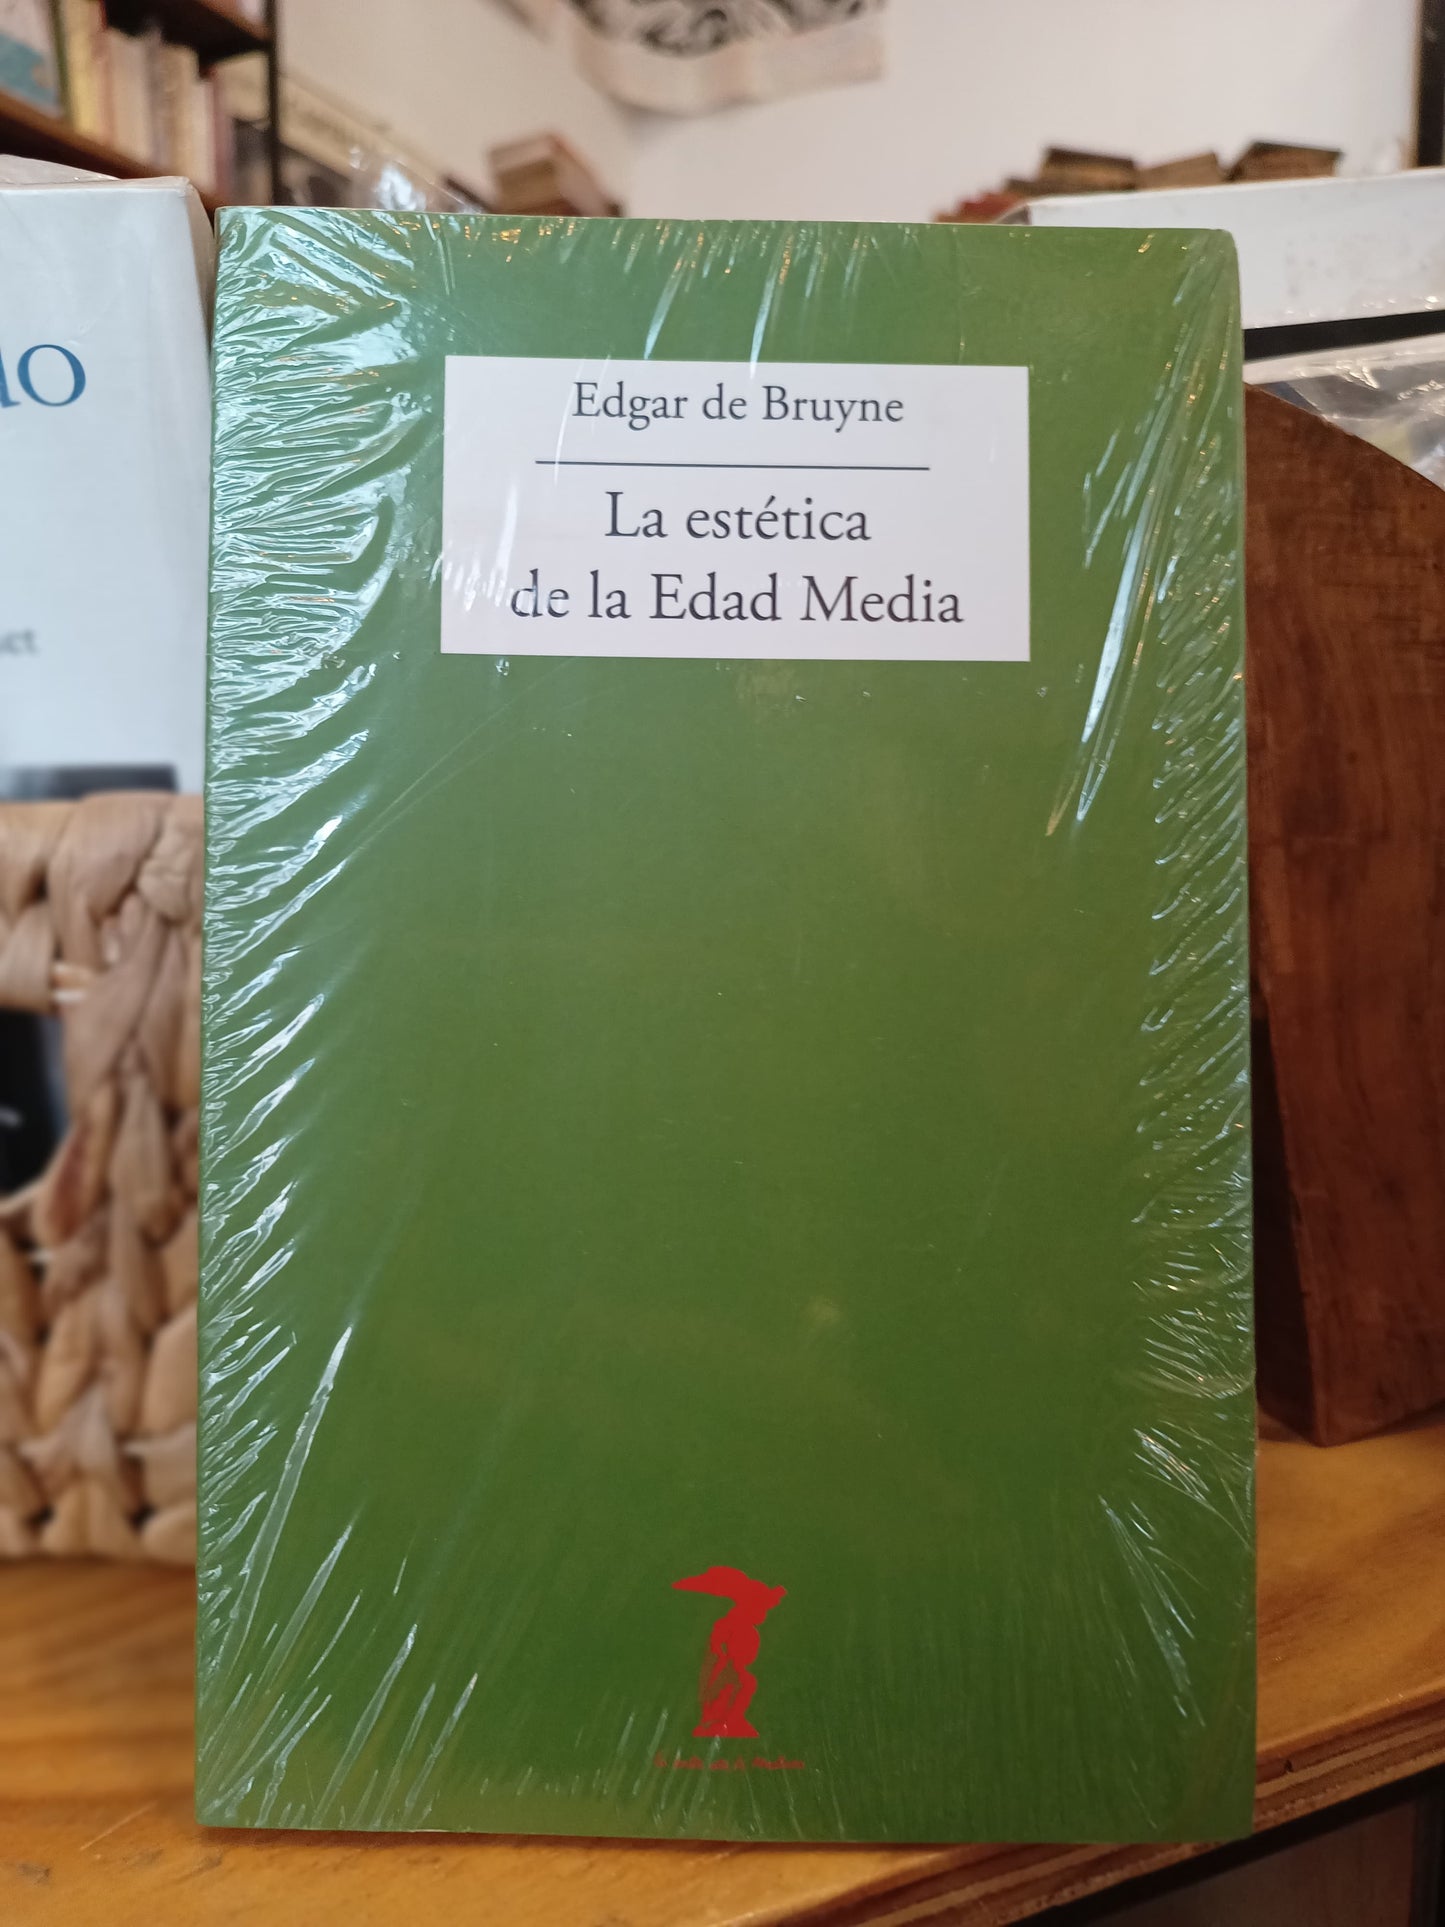 Edgar de Bruyne
La estética
de la Edad Media